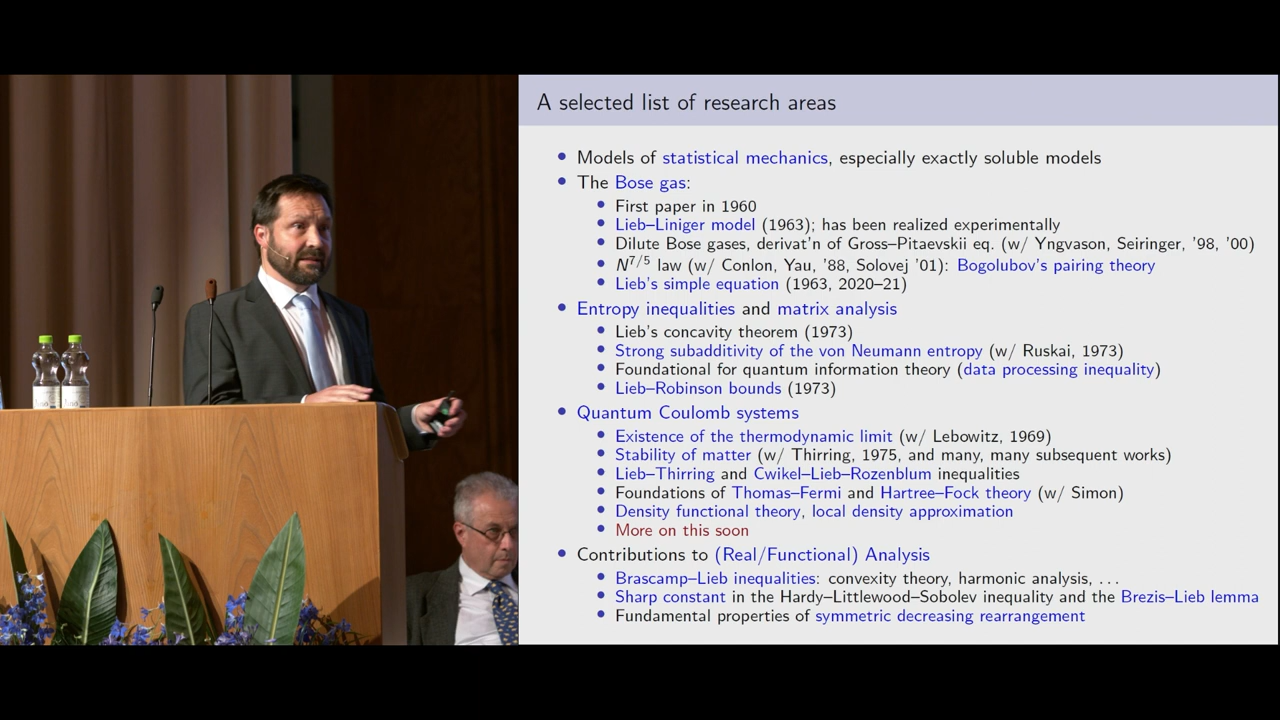 A selected list of research areas
• Models of statistical mechanics, especially exactly soluble models
• The Bose gas:
• First paper in 1960
• Lieb–Liniger model (1963); has been realized experimentally
• Dilute Bose gases, derivat'n of Gross–Pitaevskii eq. (w/ Yngvason, Seiringer, '98, '00)
• N^7/5 law (w/ Conlon, Yau, '88, Solovej '01): Bogolubov's pairing theory
• Lieb's simple equation (1963, 2020–21)
• Entropy inequalities and matrix analysis
• Lieb's concavity theorem (1973)
• Strong subadditivity of the von Neumann entropy (w/ Ruskai, 1973)
• Foundational for quantum information theory (data processing inequality)
• Lieb–Robinson bounds (1973)
• Quantum Coulomb systems
• Existence of the thermodynamic limit (w/ Lebowitz, 1969)
• Stability of matter (w/ Thirring, 1975, and many, many subsequent works)
• Lieb–Thirring and Cwikel–Lieb–Rozenblum inequalities
• Foundations of Thomas–Fermi and Hartree–Fock theory (w/ Simon)
• Density functional theory, local density approximation
• More on this soon
• Contributions to (Real/Functional) Analysis
• Brascamp–Lieb inequalities: convexity theory, harmonic analysis, ...
• Sharp constant in the Hardy–Littlewood–Sobolev inequality and the Brezis–Lieb lemma
• Fundamental properties of symmetric decreasing rearrangement